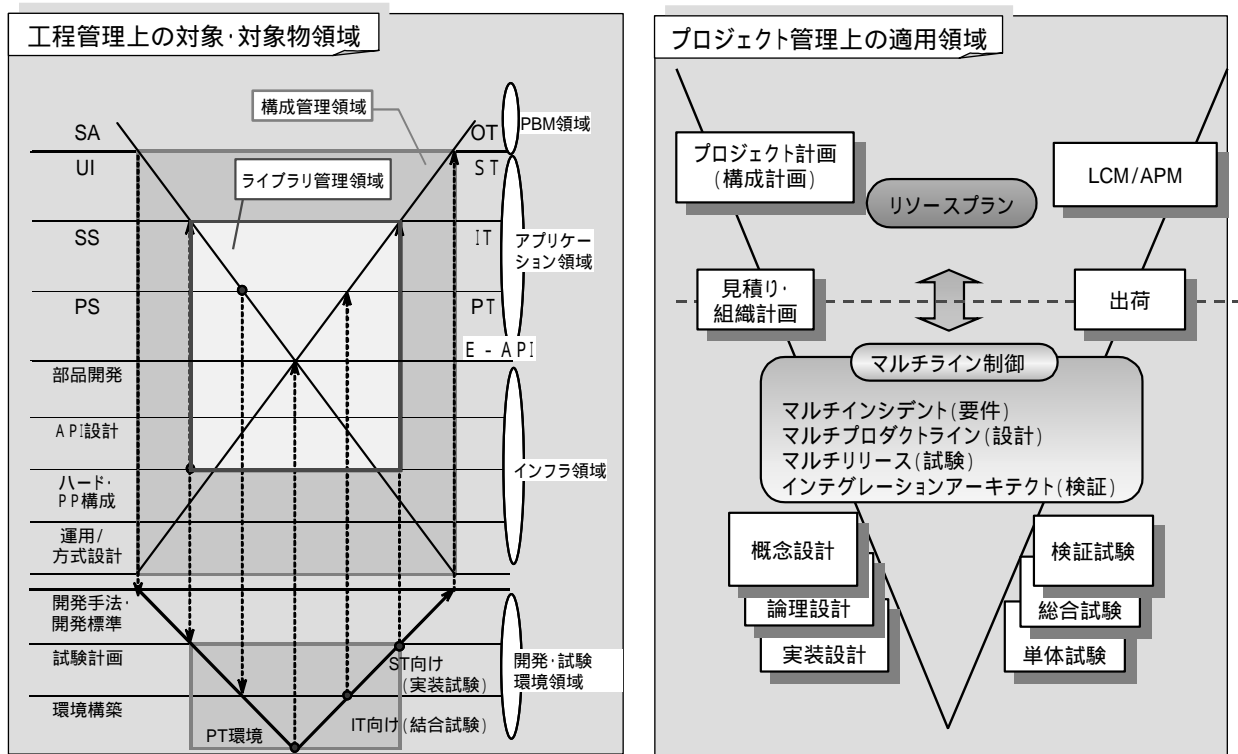 工程管理上の対象・対象物領域
構成管理領域
ライブラリ管理領域
SA
UI
SS
PS
部品開発
API設計
ハード・
PP構成
運用/
方式設計
開発手法・
開発標準
試験計画
環境構築
OT
ST
IT
PT
E-API
PBM領域
アプリケー
ション領域
インフラ領域
開発・試験
環境領域
ST向け
(実装試験)
IT向け(結合試験)
PT環境
プロジェクト管理上の適用領域
プロジェクト計画
(構成計画)
リソースプラン
LCM/APM
見積り・
組織計画
出荷
マルチライン制御
マルチインシデント(要件)
マルチプロダクトライン(設計)
マルチリリース(試験)
インテグレーションアーキテクト(検証)
概念設計
論理設計
実装設計
検証試験
総合試験
単体試験